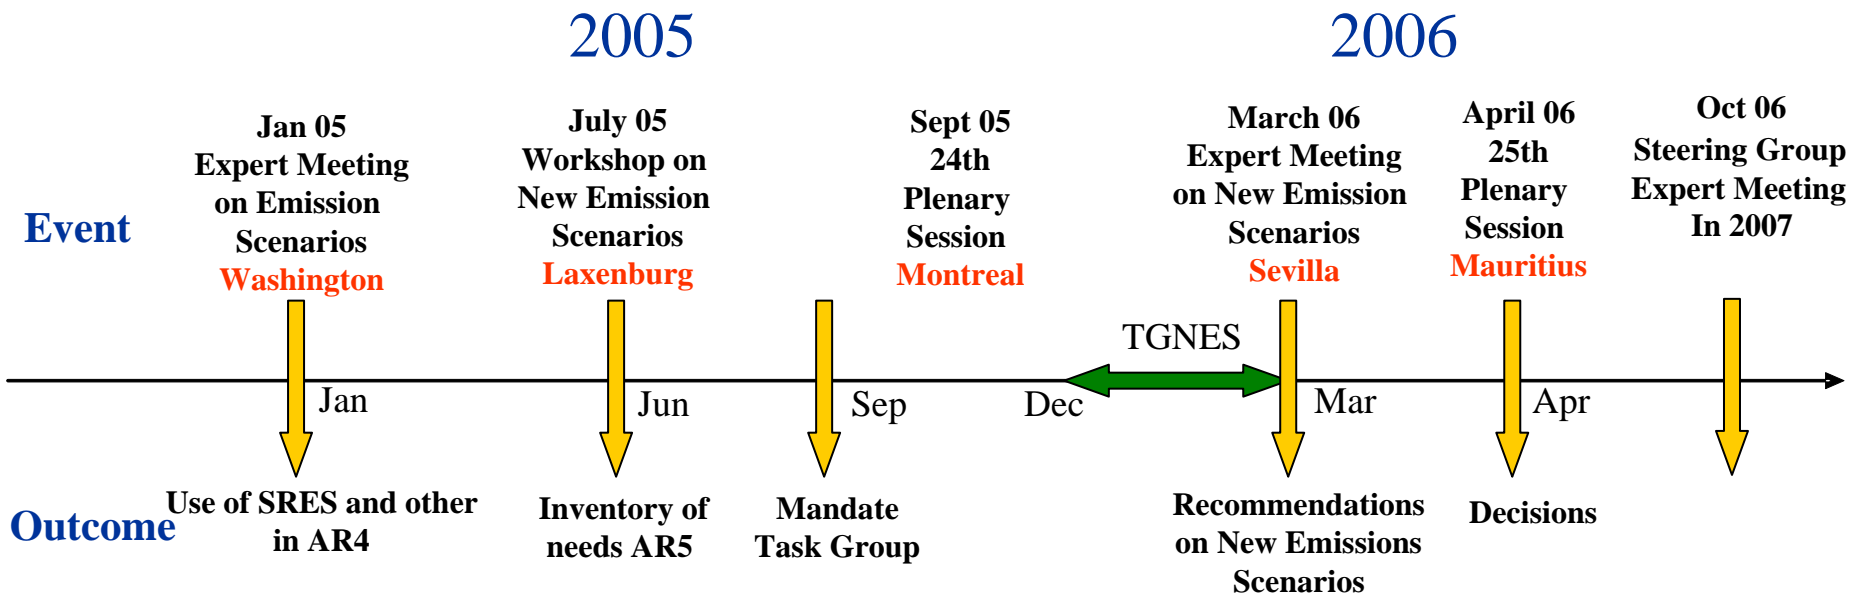 2005
2006
Event
Jan 05
Expert Meeting
on Emission
Scenarios
Washington
July 05
Workshop on
New Emission
Scenarios
Laxenburg
Sept 05
24th
Plenary
Session
Montreal
March 06
Expert Meeting
on New Emission
Scenarios
Sevilla
April 06
25th
Plenary
Session
Mauritius
Oct 06
Steering Group
Expert Meeting
In 2007
TGNES
Jan
Jun
Sep
Dec
Mar
Apr
Outcome
Use of SRES and other
in AR4
Inventory of
needs AR5
Mandate
Task Group
Recommendations
on New Emissions
Scenarios
Decisions